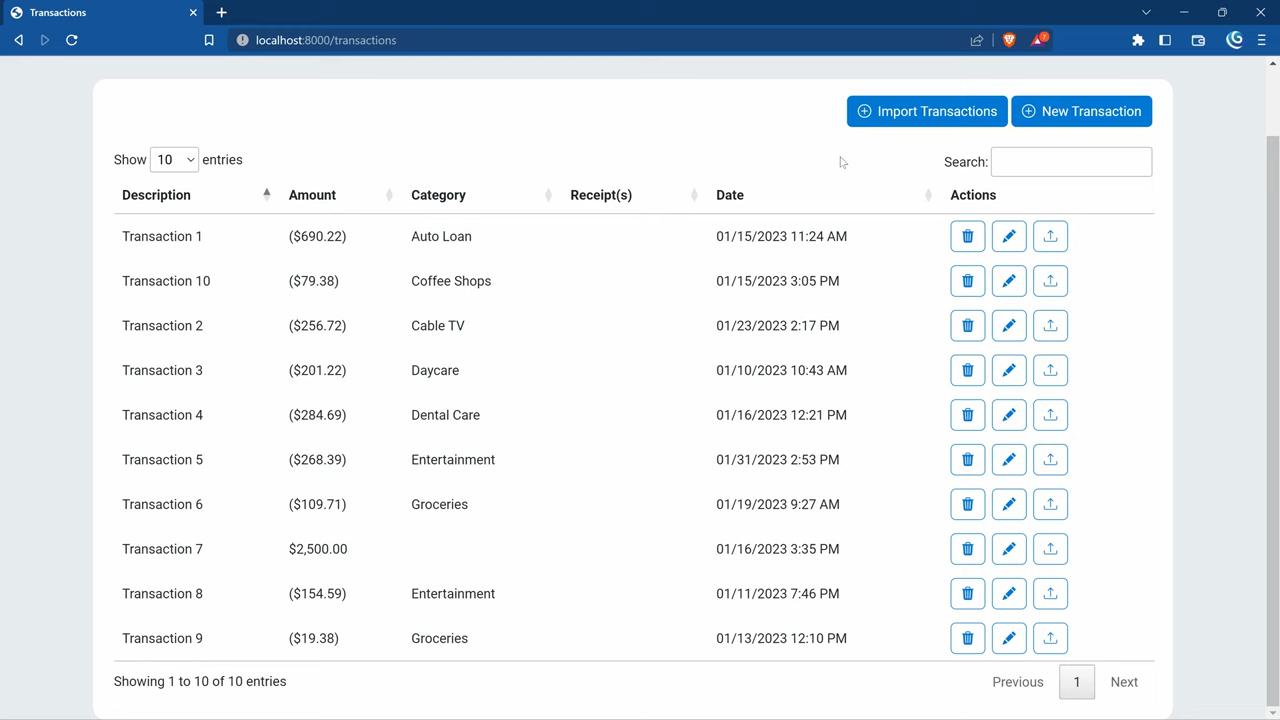 Transactions
localhost:8000/transactions
7
Import Transactions New Transaction
Show 10 entries Search:
Description Amount Category Receipt(s) Date Actions
Transaction 1 ($690.22) Auto Loan 01/15/2023 11:24 AM
Transaction 10 ($79.38) Coffee Shops 01/15/2023 3:05 PM
Transaction 2 ($256.72) Cable TV 01/23/2023 2:17 PM
Transaction 3 ($201.22) Daycare 01/10/2023 10:43 AM
Transaction 4 ($284.69) Dental Care 01/16/2023 12:21 PM
Transaction 5 ($268.39) Entertainment 01/31/2023 2:53 PM
Transaction 6 ($109.71) Groceries 01/19/2023 9:27 AM
Transaction 7 $2,500.00 01/16/2023 3:35 PM
Transaction 8 ($154.59) Entertainment 01/11/2023 7:46 PM
Transaction 9 ($19.38) Groceries 01/13/2023 12:10 PM
Showing 1 to 10 of 10 entries Previous 1 Next